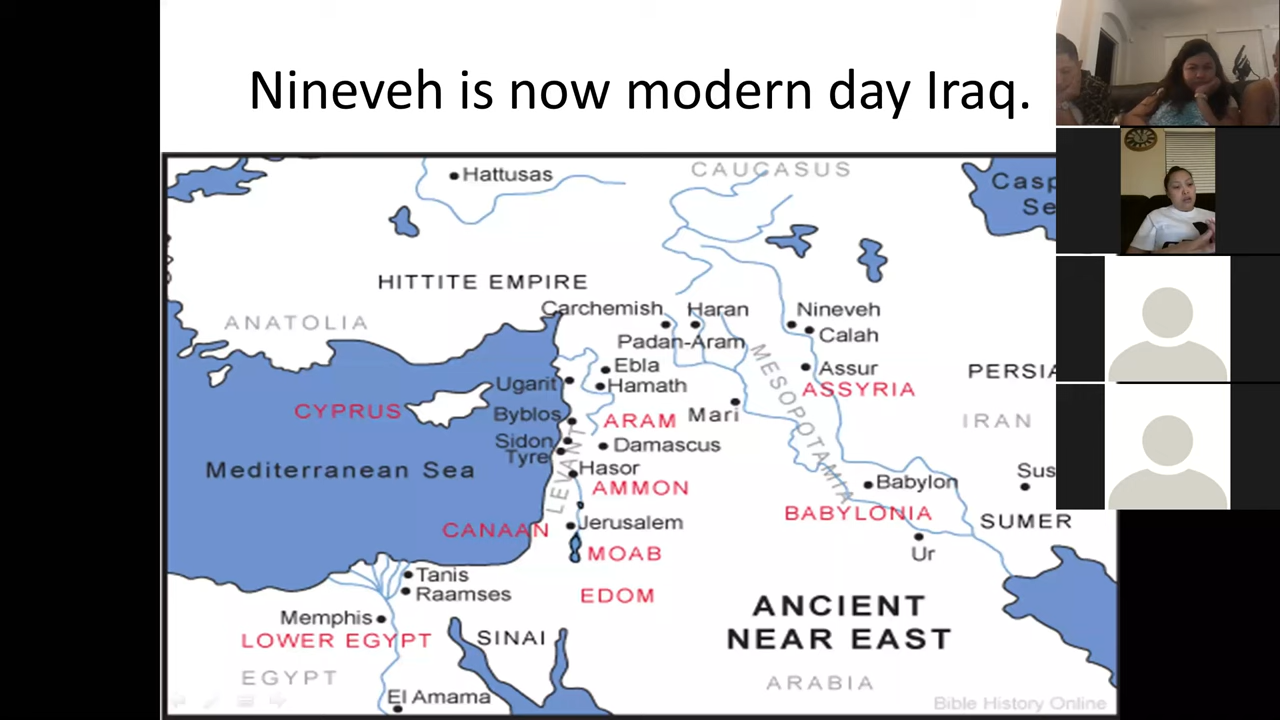 Nineveh is now modern day Iraq.
Hattusas
CAUCASUS
Casp
Se
HITTITE EMPIRE
Carchemish
Haran
Nineveh
ANATOLIA
Calah
Padan-Aram
Ebla
Assur
PERSIA
Ugarit
Hamath
ASSYRIA
MESOPOTAMIA
CYPRUS
Byblos
ARAM
Mari
IRAN
Sidon
Tyre
Damascus
Mediterranean Sea
LEVANT
Hasor
Sus
AMMON
Babylon
BABYLONIA
SUMER
CANAAN
Jerusalem
MOAB
Ur
Tanis
Raamses
EDOM
ANCIENT
NEAR EAST
Memphis
LOWER EGYPT
SINAI
EGYPT
ARABIA
El Amama
Bible History Online